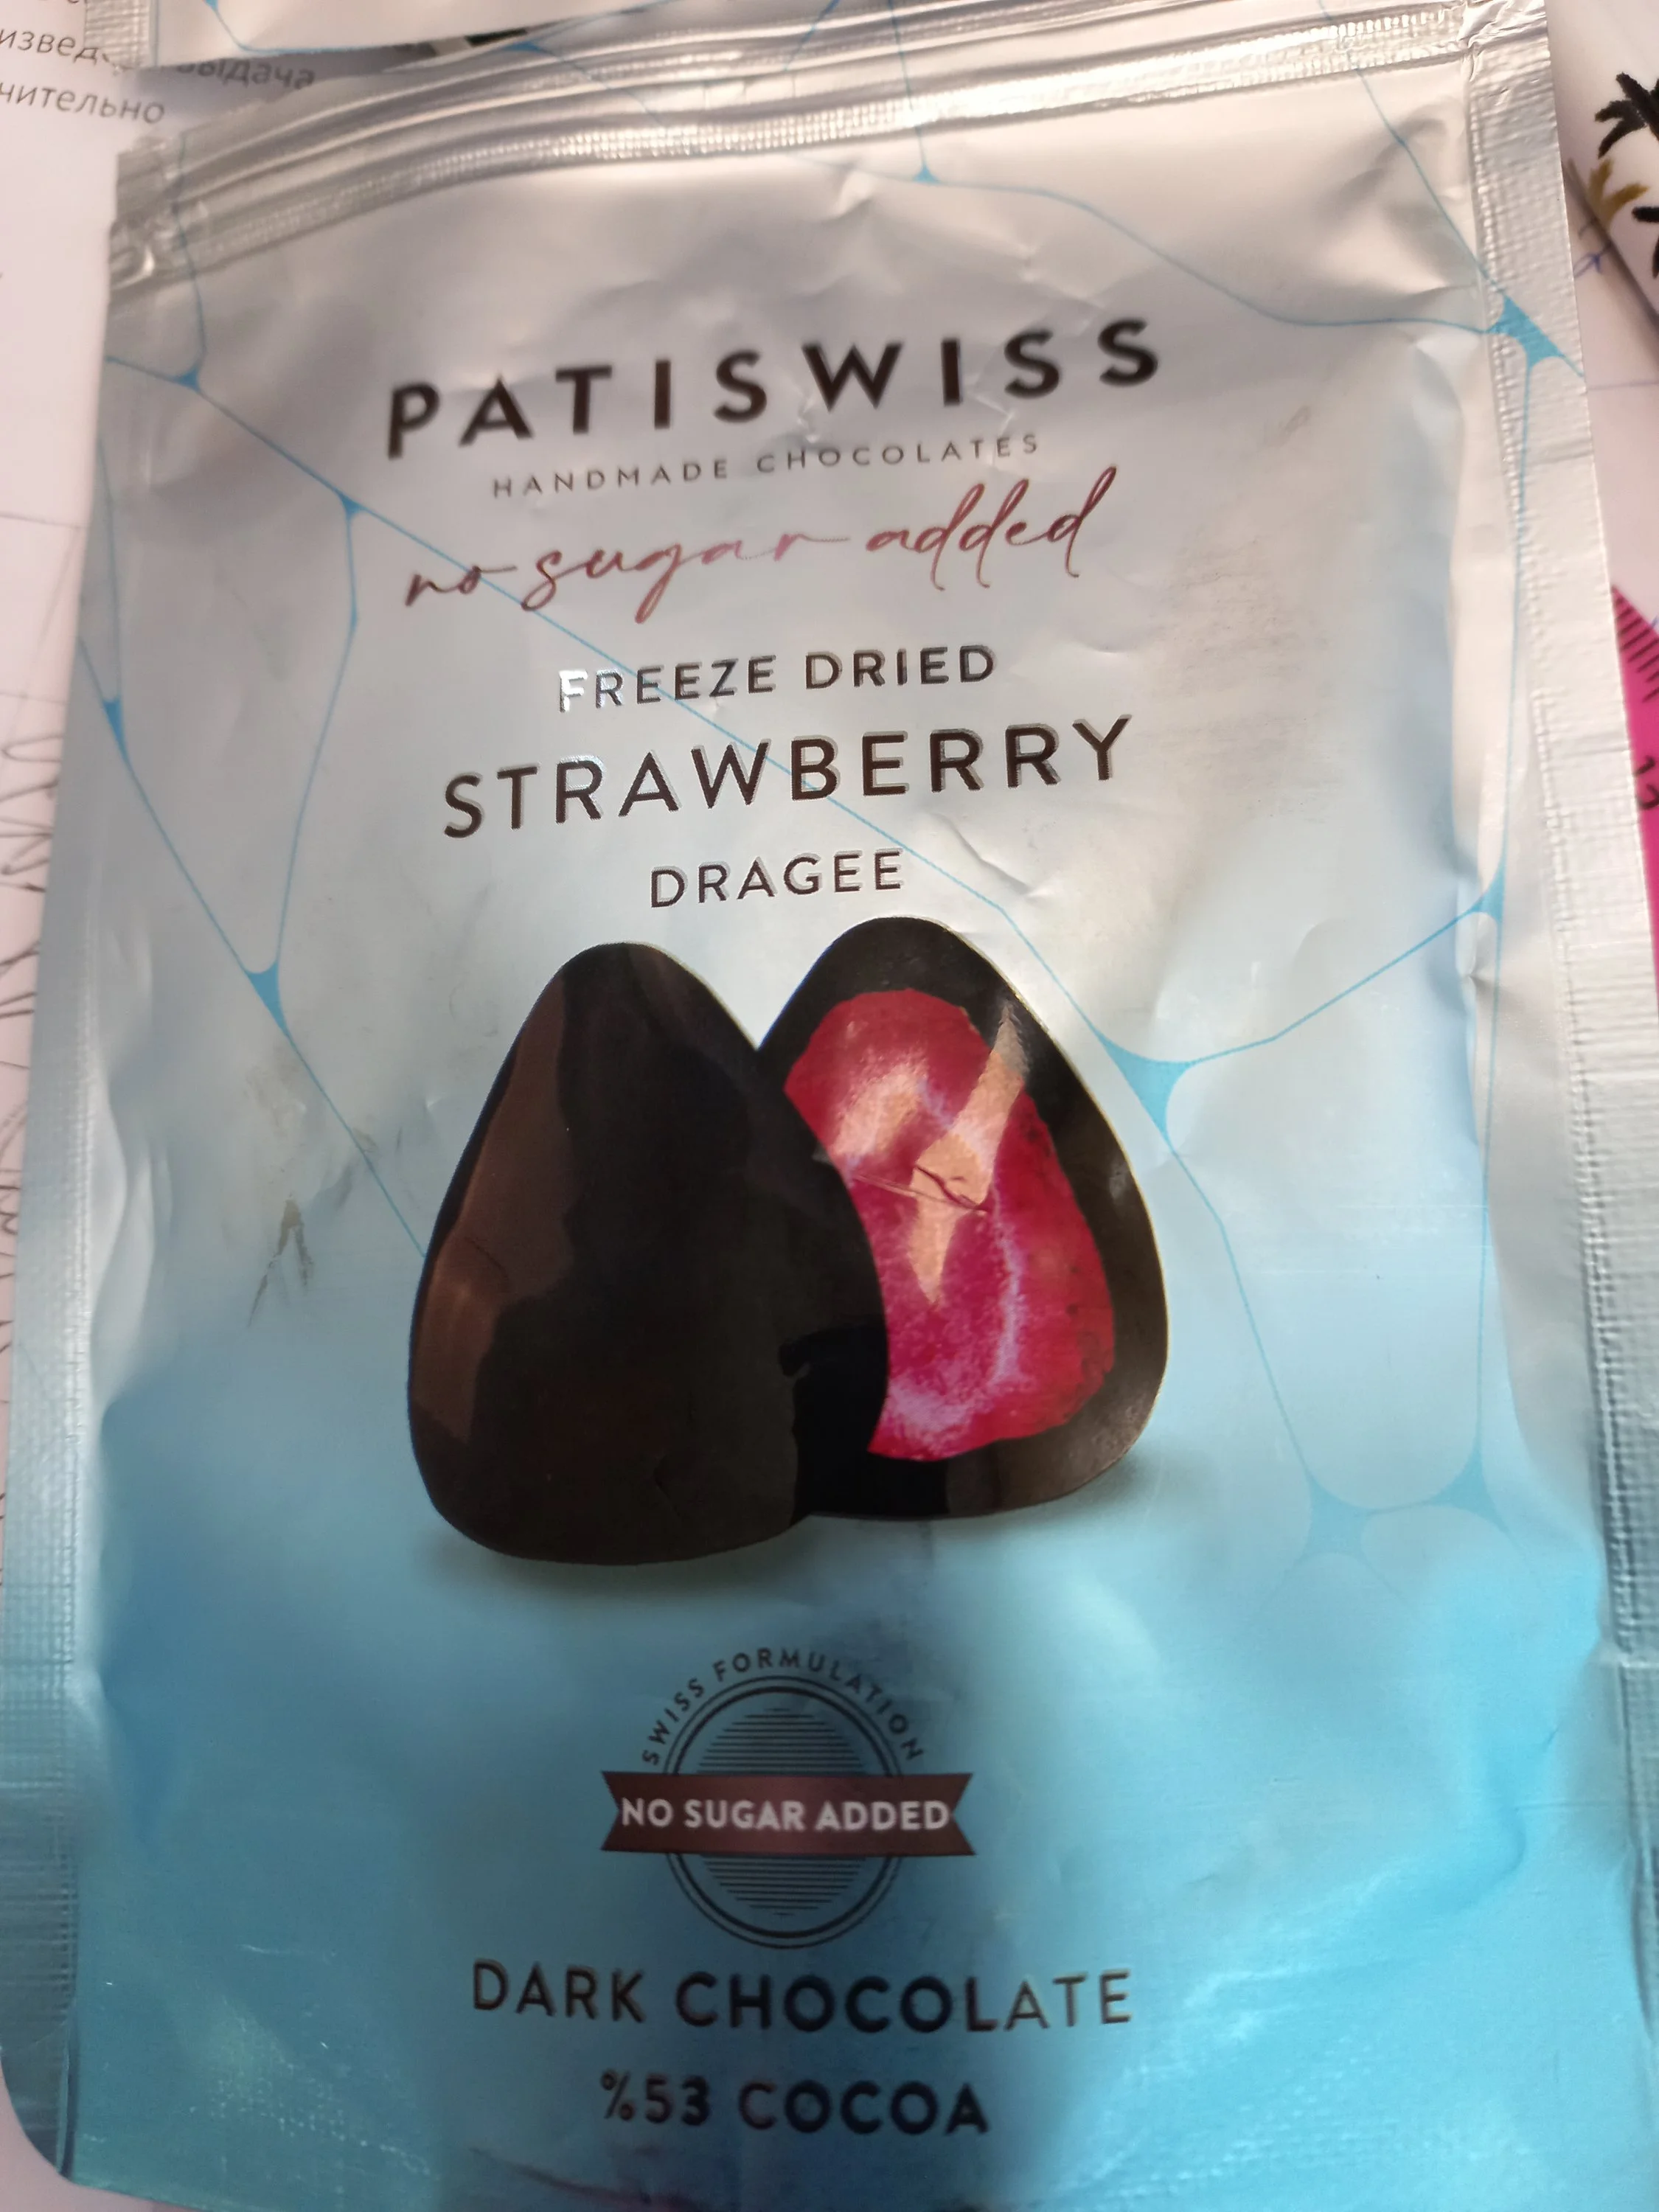 чительно
PATISWISS
HANDMADE CHOCOLATES
no sugar added
FREEZE DRIED
STRAWBERRY
DRAGEE
SWISS FORMULATION
NO SUGAR ADDED
DARK CHOCOLATE
%53 COCOA